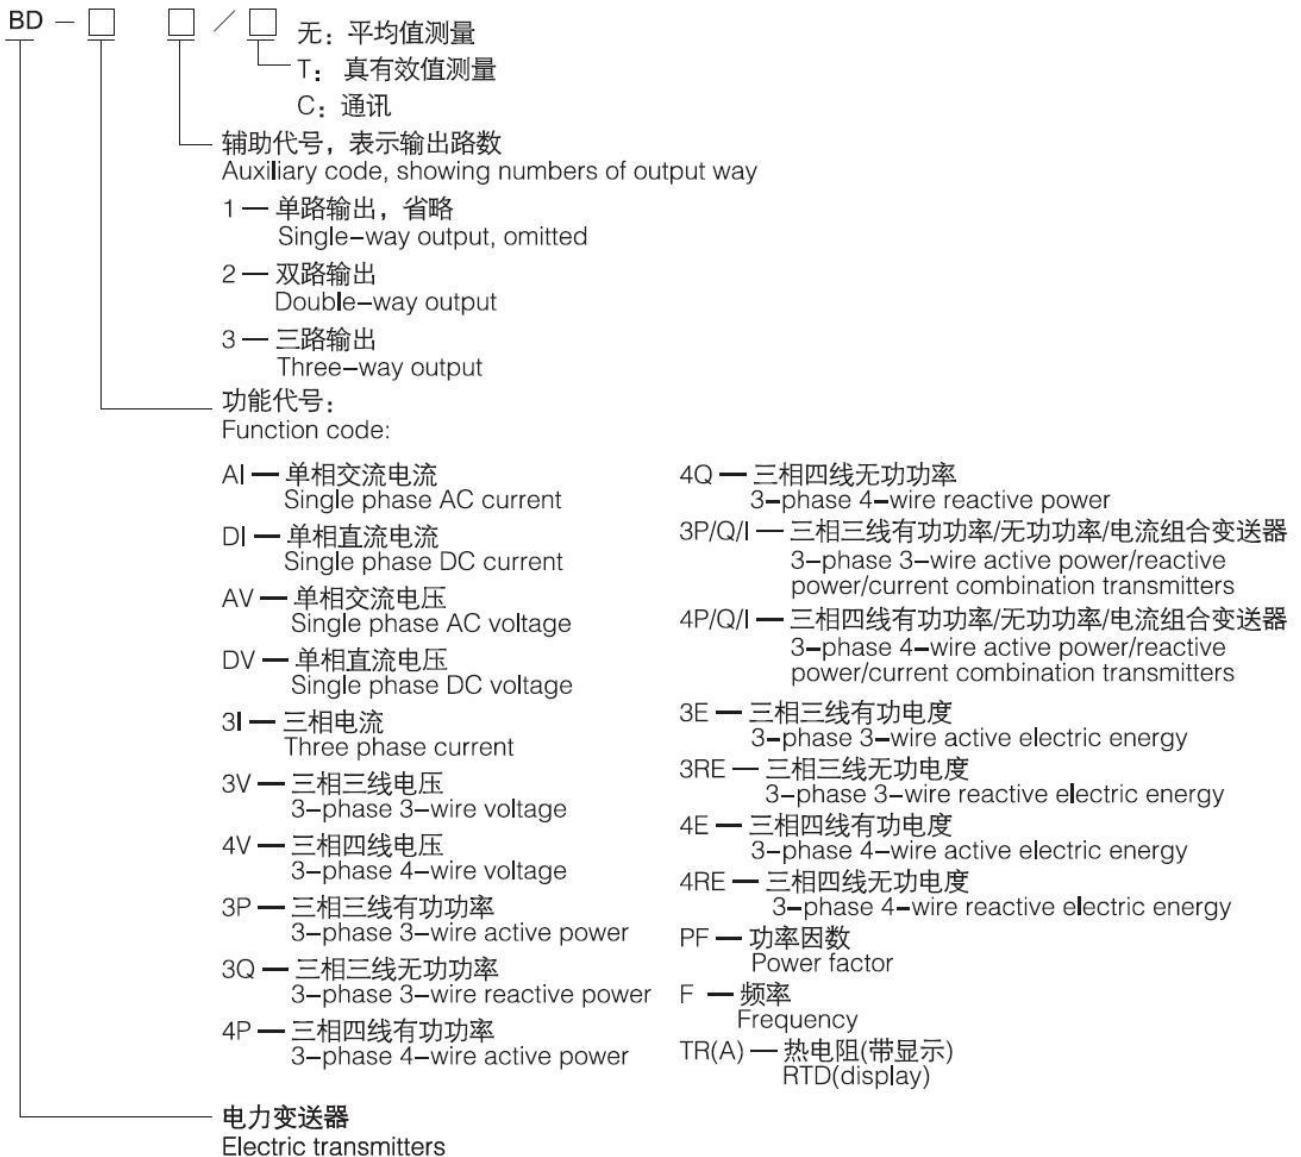 BD – □ □ / □ 无：平均值测量
T： 真有效值测量
C：通讯
辅助代号，表示输出路数
Auxiliary code, showing numbers of output way
1 — 单路输出，省略
Single–way output, omitted
2 — 双路输出
Double–way output
3 — 三路输出
Three–way output
功能代号：
Function code:
AI — 单相交流电流
Single phase AC current
DI — 单相直流电流
Single phase DC current
AV — 单相交流电压
Single phase AC voltage
DV — 单相直流电压
Single phase DC voltage
3I — 三相电流
Three phase current
3V — 三相三线电压
3–phase 3–wire voltage
4V — 三相四线电压
3–phase 4–wire voltage
3P — 三相三线有功功率
3–phase 3–wire active power
3Q — 三相三线无功功率
3–phase 3–wire reactive power
4P — 三相四线有功功率
3–phase 4–wire active power
4Q — 三相四线无功功率
3–phase 4–wire reactive power
3P/Q/I — 三相三线有功功率/无功功率/电流组合变送器
3–phase 3–wire active power/reactive
power/current combination transmitters
4P/Q/I — 三相四线有功功率/无功功率/电流组合变送器
3–phase 4–wire active power/reactive
power/current combination transmitters
3E — 三相三线有功电度
3–phase 3–wire active electric energy
3RE — 三相三线无功电度
3–phase 3–wire reactive electric energy
4E — 三相四线有功电度
3–phase 4–wire active electric energy
4RE — 三相四线无功电度
3–phase 4–wire reactive electric energy
PF — 功率因数
Power factor
F — 频率
Frequency
TR(A) — 热电阻(带显示)
RTD(display)
电力变送器
Electric transmitters